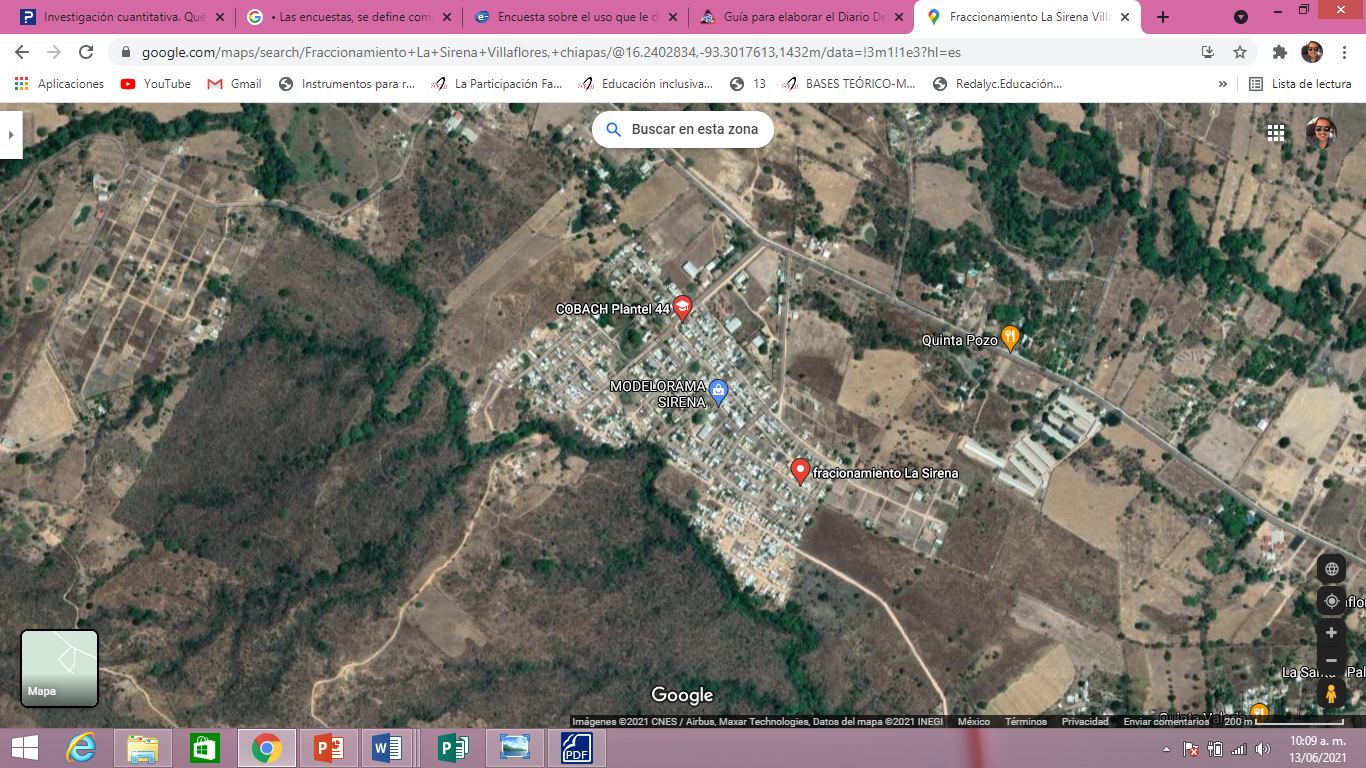 Investigación cuantitativa. Qué
• Las encuestas, se define com
Encuesta sobre el uso que le d
Guía para elaborar el Diario De
Fraccionamiento La Sirena Villa
google.com/maps/search/Fraccionamiento+La+Sirena+Villaflores,+chiapas/@16.2402834,-93.3017613,1432m/data=!3m1!1e3?hl=es
Aplicaciones
YouTube
Gmail
Instrumentos para r...
La Participación Fa...
Educación inclusiva...
13
BASES TEÓRICO-M...
Redalyc.Educación...
»
Lista de lectura
Buscar en esta zona
COBACH Plantel 44
Quinta Pozo
MODELORAMA
SIRENA
fracionamiento La Sirena
aflor
La Santa Pal
Mapa
Google
Imágenes ©2021 CNES / Airbus, Maxar Technologies, Datos del mapa ©2021 INEGI
México
Términos
Privacidad
Enviar comentarios
200 m
10:09 a. m.
13/06/2021
PDF